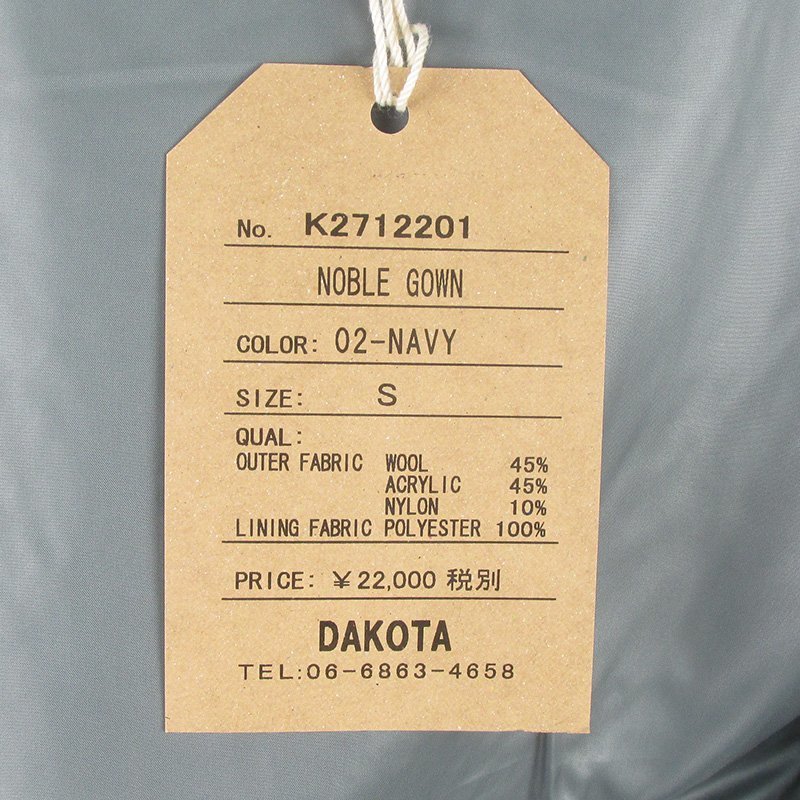 No. K2712201
NOBLE GOWN
COLOR: 02-NAVY
SIZE: S
QUAL:
OUTER FABRIC WOOL 45%
ACRYLIC 45%
NYLON 10%
LINING FABRIC POLYESTER 100%
PRICE: ¥22,000 税別
DAKOTA
TEL:06-6863-4658